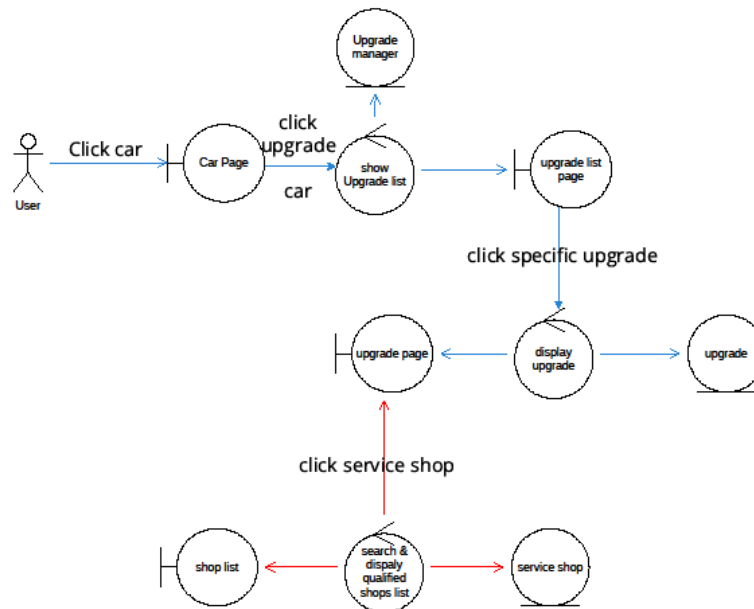 Upgrade
manager
Click car
click
upgrade
car
User
Car Page
show
Upgrade list
upgrade list
page
click specific upgrade
upgrade page
display
upgrade
upgrade
click service shop
shop list
search &
dispaly
qualified
shops list
service shop